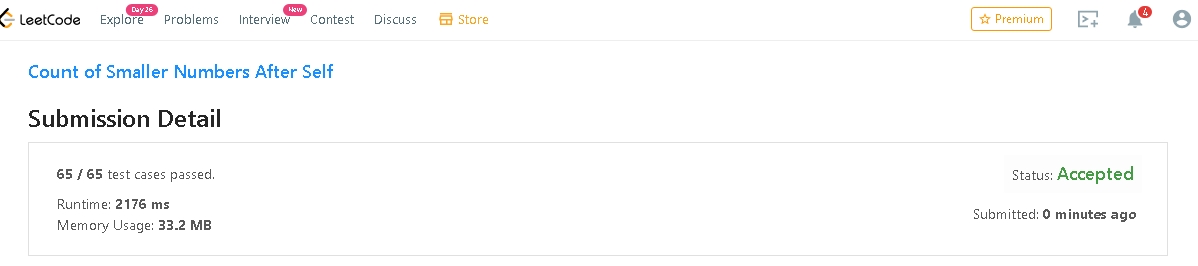 LeetCode Explore Day 26 Problems Interview New Contest Discuss Store Premium 4
Count of Smaller Numbers After Self
Submission Detail
65 / 65 test cases passed.
Status: Accepted
Runtime: 2176 ms
Submitted: 0 minutes ago
Memory Usage: 33.2 MB